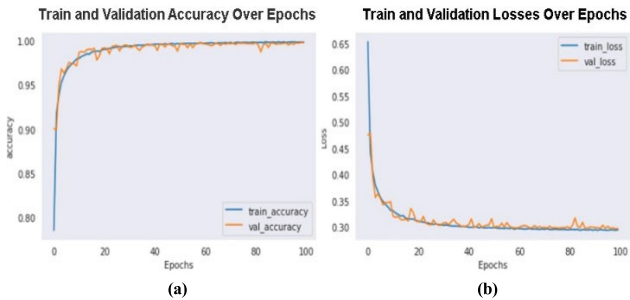 Train and Validation Accuracy Over Epochs
1.00
0.95
0.90
0.85
0.80
accuracy
train_accuracy
val_accuracy
0 20 40 60 80 100
Epochs
(a)
Train and Validation Losses Over Epochs
0.65
0.60
0.55
0.50
0.45
0.40
0.35
0.30
Loss
train_loss
val_loss
0 20 40 60 80 100
Epochs
(b)